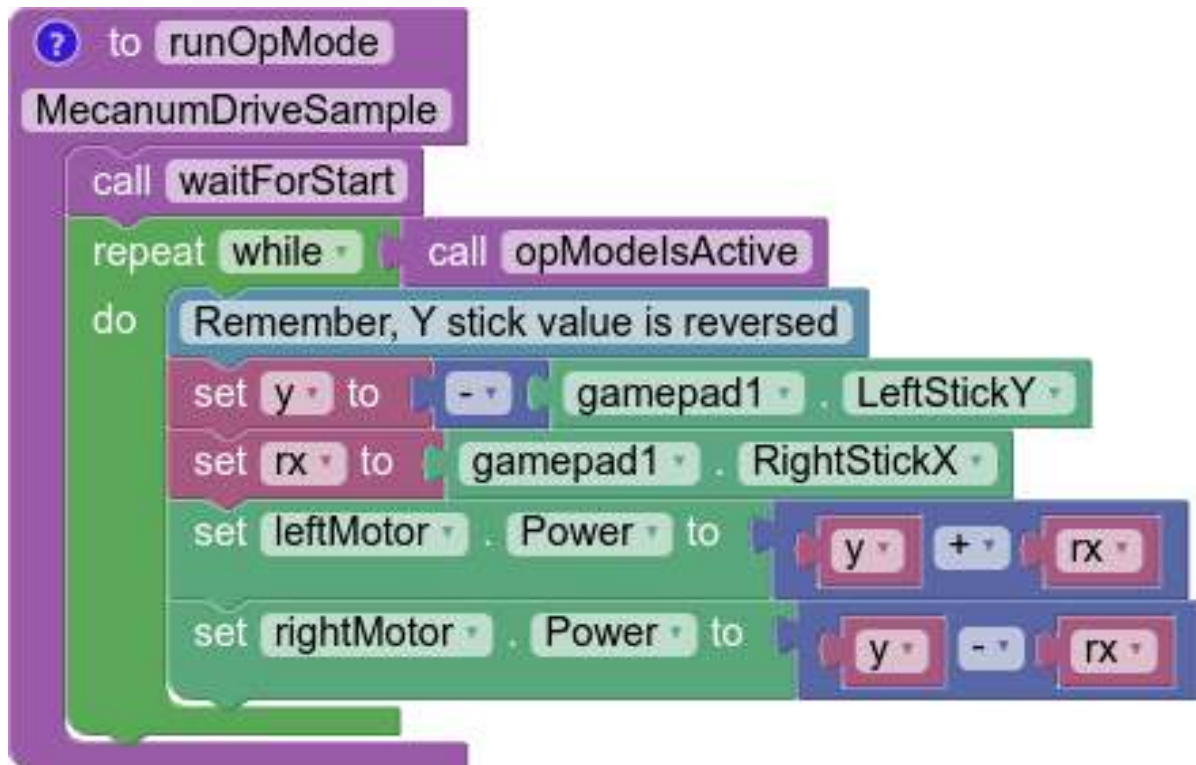 ? to runOpMode
MecanumDriveSample
call waitForStart
repeat while call opModeIsActive
do Remember, Y stick value is reversed
set y to - gamepad1 . LeftStickY
set rx to gamepad1 . RightStickX
set leftMotor . Power to y + rx
set rightMotor . Power to y - rx